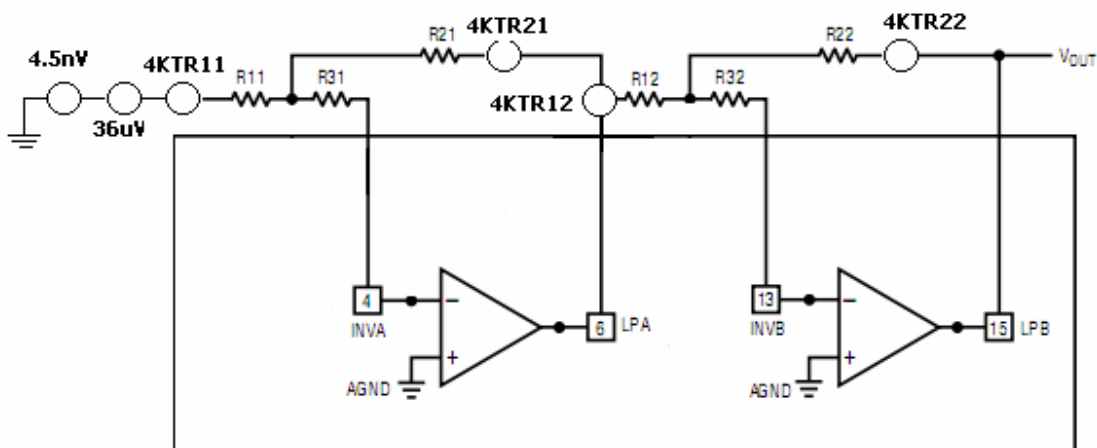 4.5nV
36uV
4KTR11
R11
R31
R21
4KTR21
4KTR12
R12
R32
R22
4KTR22
VOUT
4
INVA
−
+
AGND
6
LPA
13
INVB
−
+
AGND
15
LPB